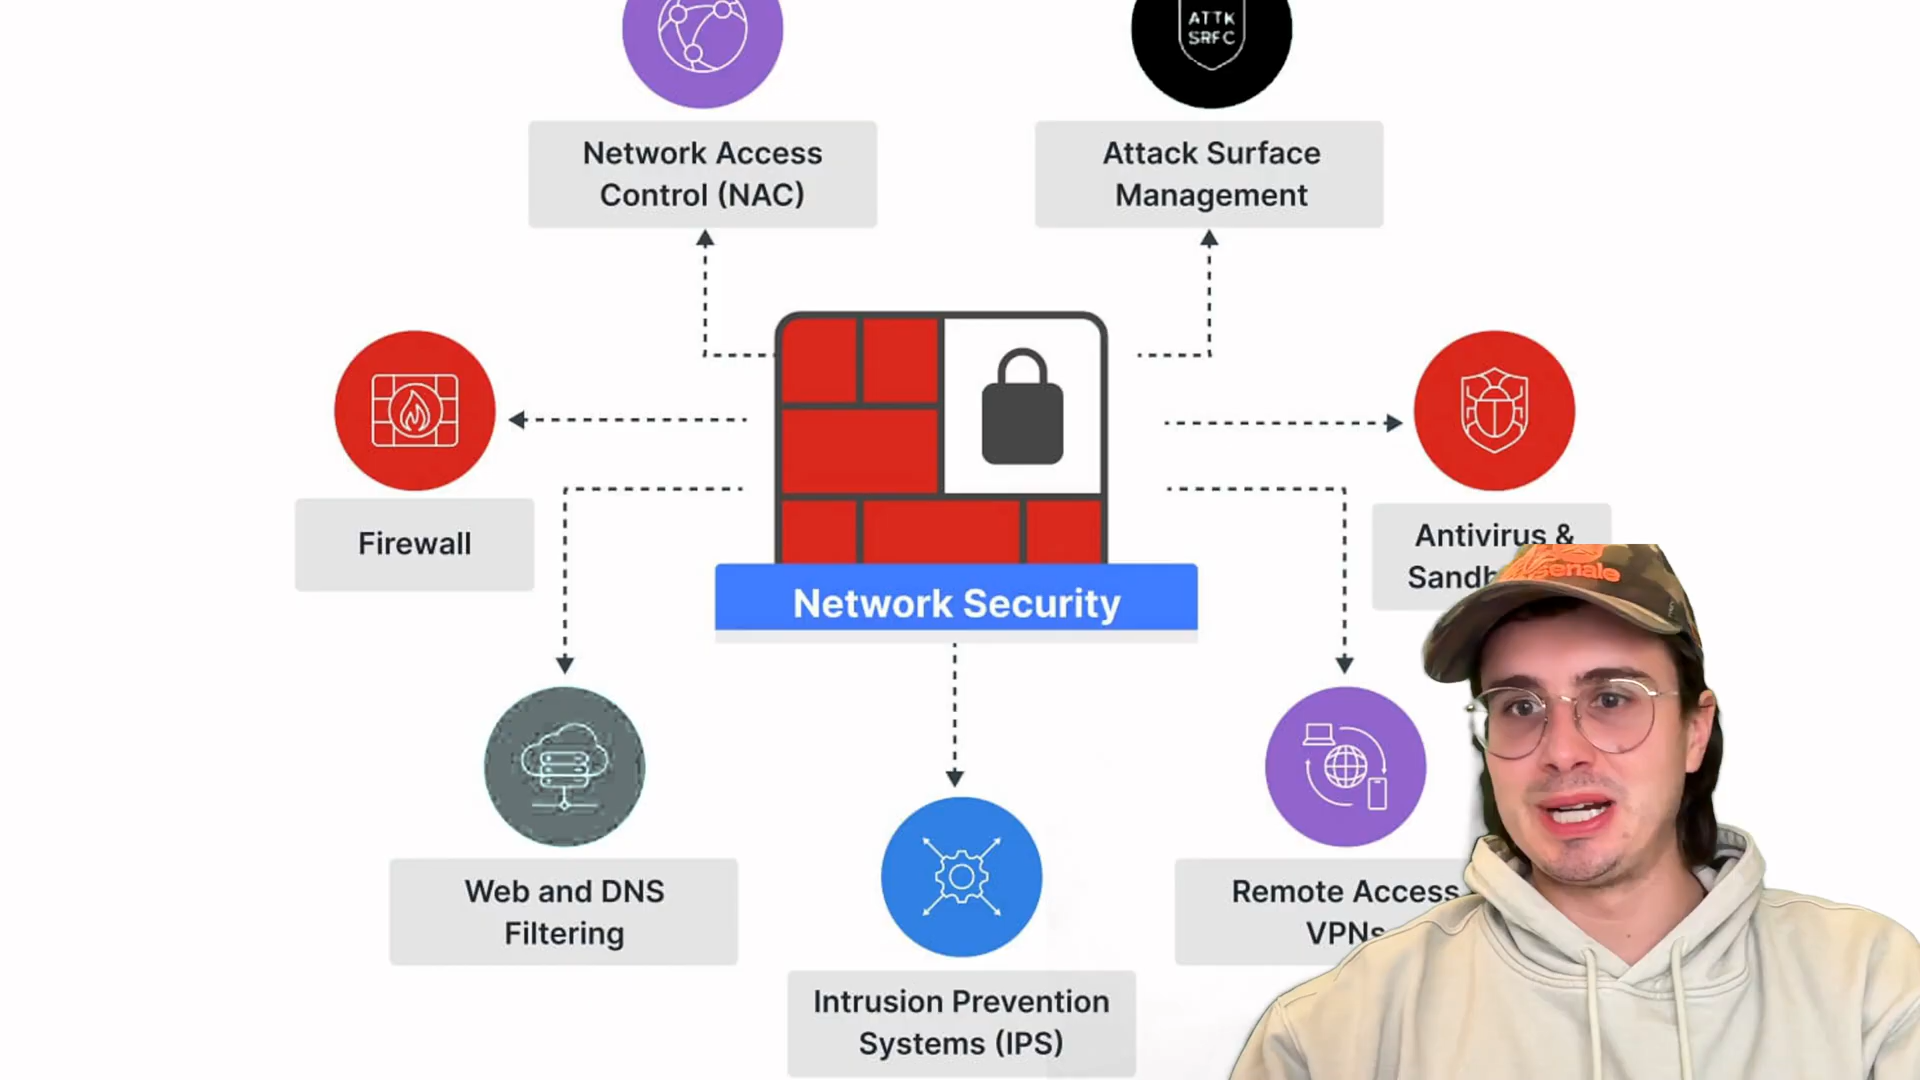 ATTK
SRFC
Network Access
Control (NAC)
Attack Surface
Management
Firewall
Antivirus &
Network Security
Web and DNS
Filtering
Remote Access
VPNs
Intrusion Prevention
Systems (IPS)